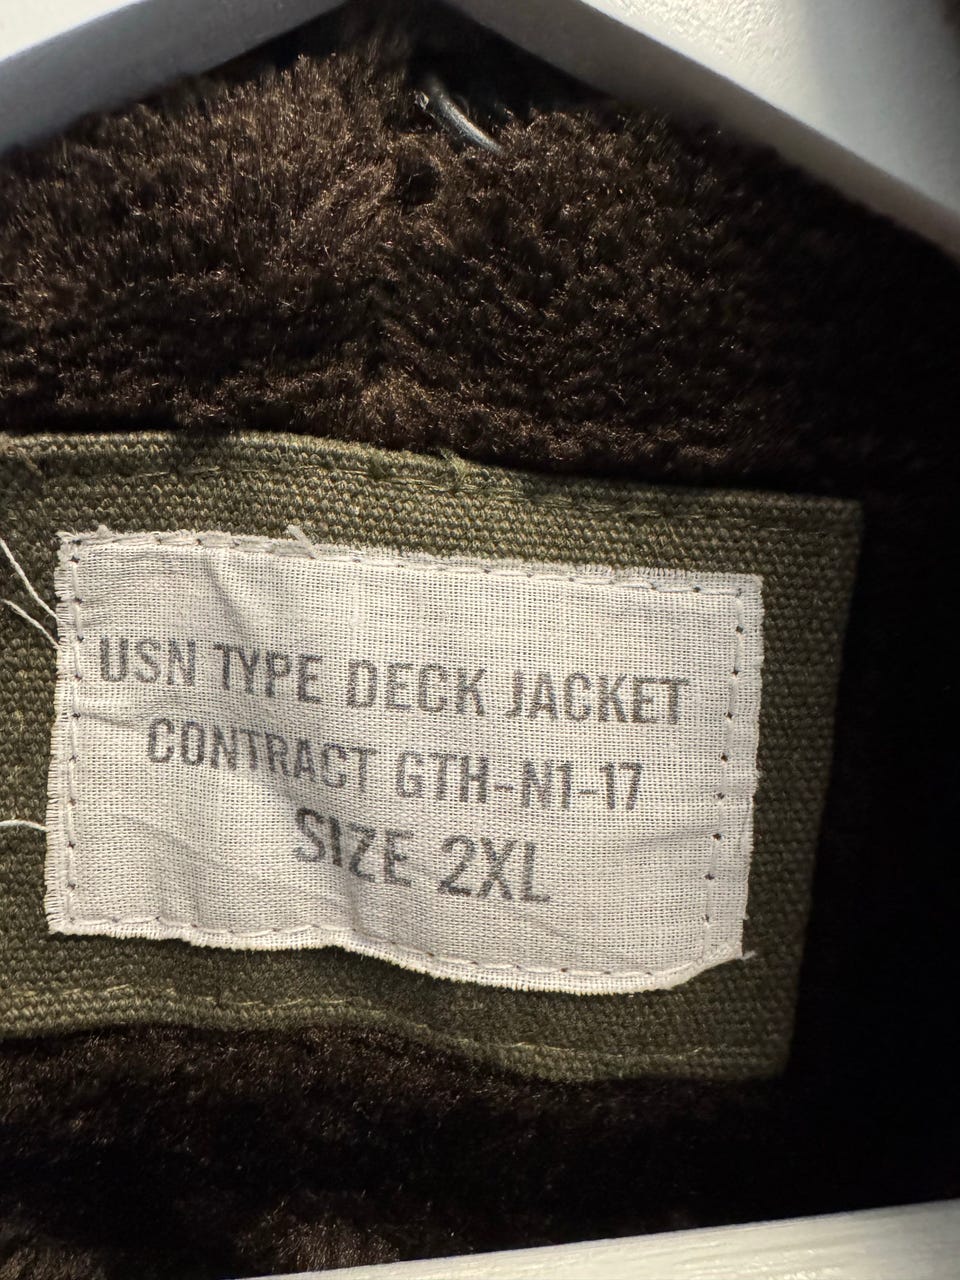 USN TYPE DECK JACKET
CONTRACT GTH-N1-17
SIZE 2XL